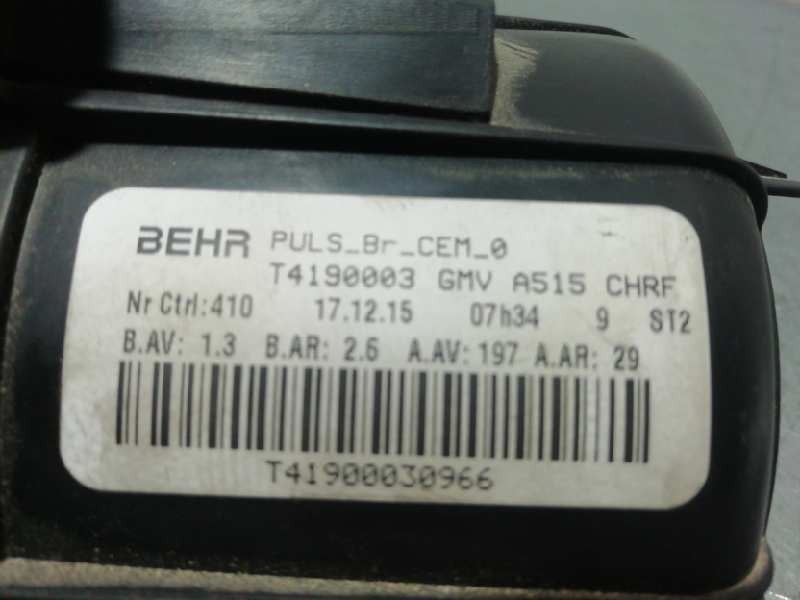 BEHR PULS_Br_CEM_0
T4190003 GMV A515 CHRF
Nr Ctrl:410 17.12.15 07h34 9 ST2
B.AV: 1.3 B.AR: 2.6 A.AV: 197 A.AR: 29
T41900030966